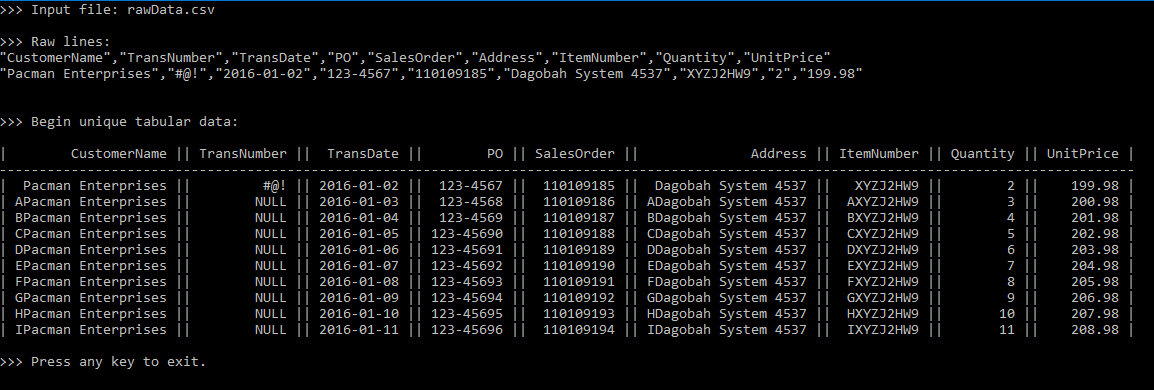 >>> Input file: rawData.csv
>>> Raw lines:
"CustomerName","TransNumber","TransDate","PO","SalesOrder","Address","ItemNumber","Quantity","UnitPrice"
"Pacman Enterprises","#@!","2016-01-02","123-4567","110109185","Dagobah System 4537","XYZJ2HW9","2","199.98"
>>> Begin unique tabular data:
| CustomerName || TransNumber || TransDate || PO || SalesOrder || Address || ItemNumber || Quantity || UnitPrice |
| Pacman Enterprises || #@! || 2016-01-02 || 123-4567 || 110109185 || Dagobah System 4537 || XYZJ2HW9 || 2 || 199.98 |
| APacman Enterprises || NULL || 2016-01-03 || 123-4568 || 110109186 || ADagobah System 4537 || AXYZJ2HW9 || 3 || 200.98 |
| BPacman Enterprises || NULL || 2016-01-04 || 123-4569 || 110109187 || BDagobah System 4537 || BXYZJ2HW9 || 4 || 201.98 |
| CPacman Enterprises || NULL || 2016-01-05 || 123-45690 || 110109188 || CDagobah System 4537 || CXYZJ2HW9 || 5 || 202.98 |
| DPacman Enterprises || NULL || 2016-01-06 || 123-45691 || 110109189 || DDagobah System 4537 || DXYZJ2HW9 || 6 || 203.98 |
| EPacman Enterprises || NULL || 2016-01-07 || 123-45692 || 110109190 || EDagobah System 4537 || EXYZJ2HW9 || 7 || 204.98 |
| FPacman Enterprises || NULL || 2016-01-08 || 123-45693 || 110109191 || FDagobah System 4537 || FXYZJ2HW9 || 8 || 205.98 |
| GPacman Enterprises || NULL || 2016-01-09 || 123-45694 || 110109192 || GDagobah System 4537 || GXYZJ2HW9 || 9 || 206.98 |
| HPacman Enterprises || NULL || 2016-01-10 || 123-45695 || 110109193 || HDagobah System 4537 || HXYZJ2HW9 || 10 || 207.98 |
| IPacman Enterprises || NULL || 2016-01-11 || 123-45696 || 110109194 || IDagobah System 4537 || IXYZJ2HW9 || 11 || 208.98 |
>>> Press any key to exit.